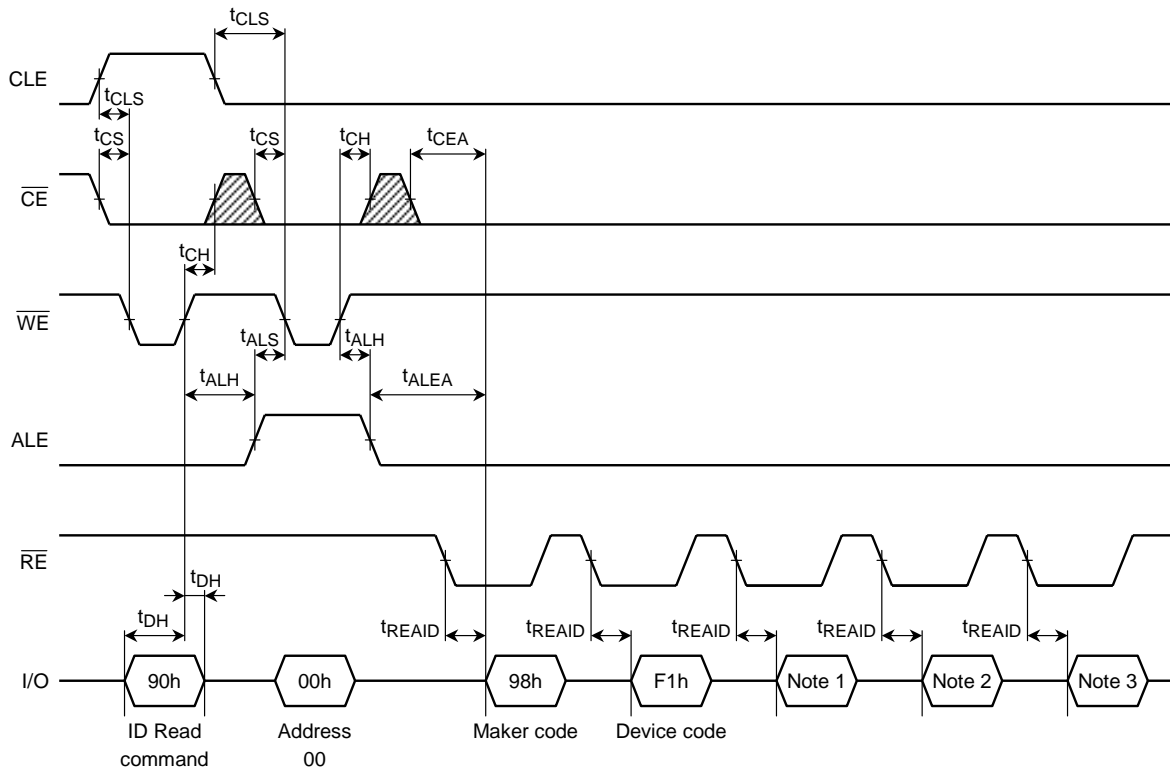 tCLS
CLE
tCLS
tCS
tCS
tCH
tCEA
CE
tCH
WE
tALS
tALH
tALH
tALEA
ALE
RE
tDH
tDH
tREAID
tREAID
tREAID
tREAID
tREAID
I/O
90h
00h
98h
F1h
Note 1
Note 2
Note 3
ID Read
command
Address
00
Maker code
Device code